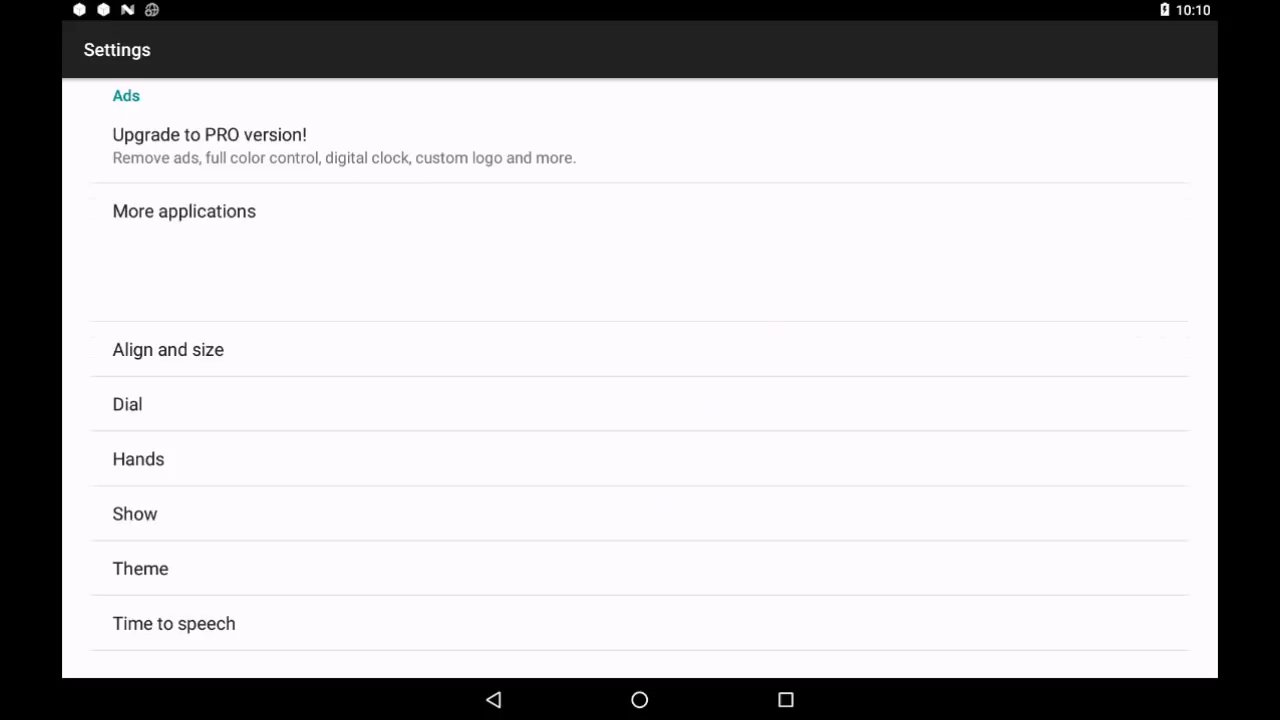 10:10
Settings
Ads
Upgrade to PRO version!
Remove ads, full color control, digital clock, custom logo and more.
More applications
Align and size
Dial
Hands
Show
Theme
Time to speech